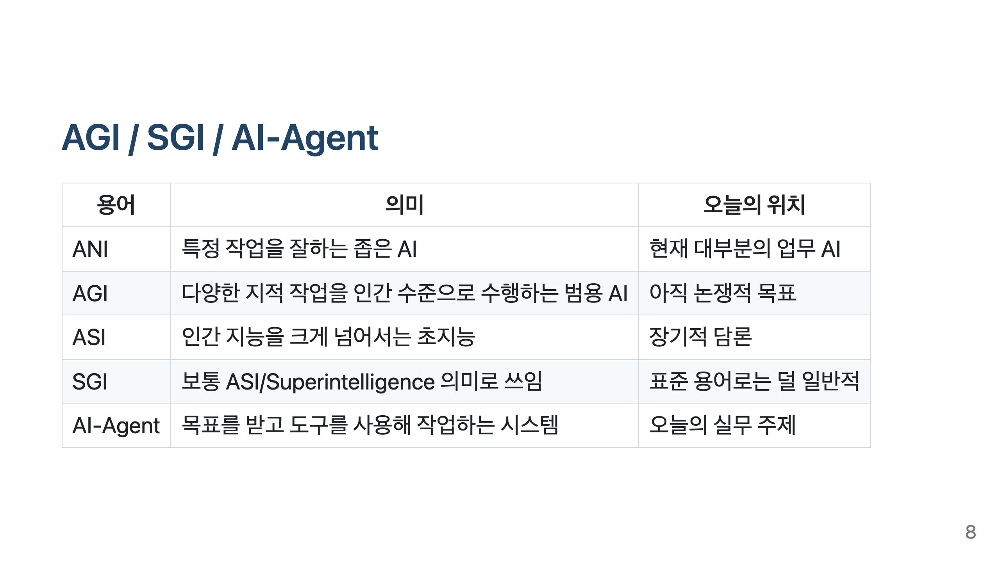 AGI / SGI / AI-Agent
용어 의미 오늘의 위치
ANI 특정 작업을 잘하는 좁은 AI 현재 대부분의 업무 AI
AGI 다양한 지적 작업을 인간 수준으로 수행하는 범용 AI 아직 논쟁적 목표
ASI 인간 지능을 크게 넘어서는 초지능 장기적 담론
SGI 보통 ASI/Superintelligence 의미로 쓰임 표준 용어로는 덜 일반적
AI-Agent 목표를 받고 도구를 사용해 작업하는 시스템 오늘의 실무 주제
8